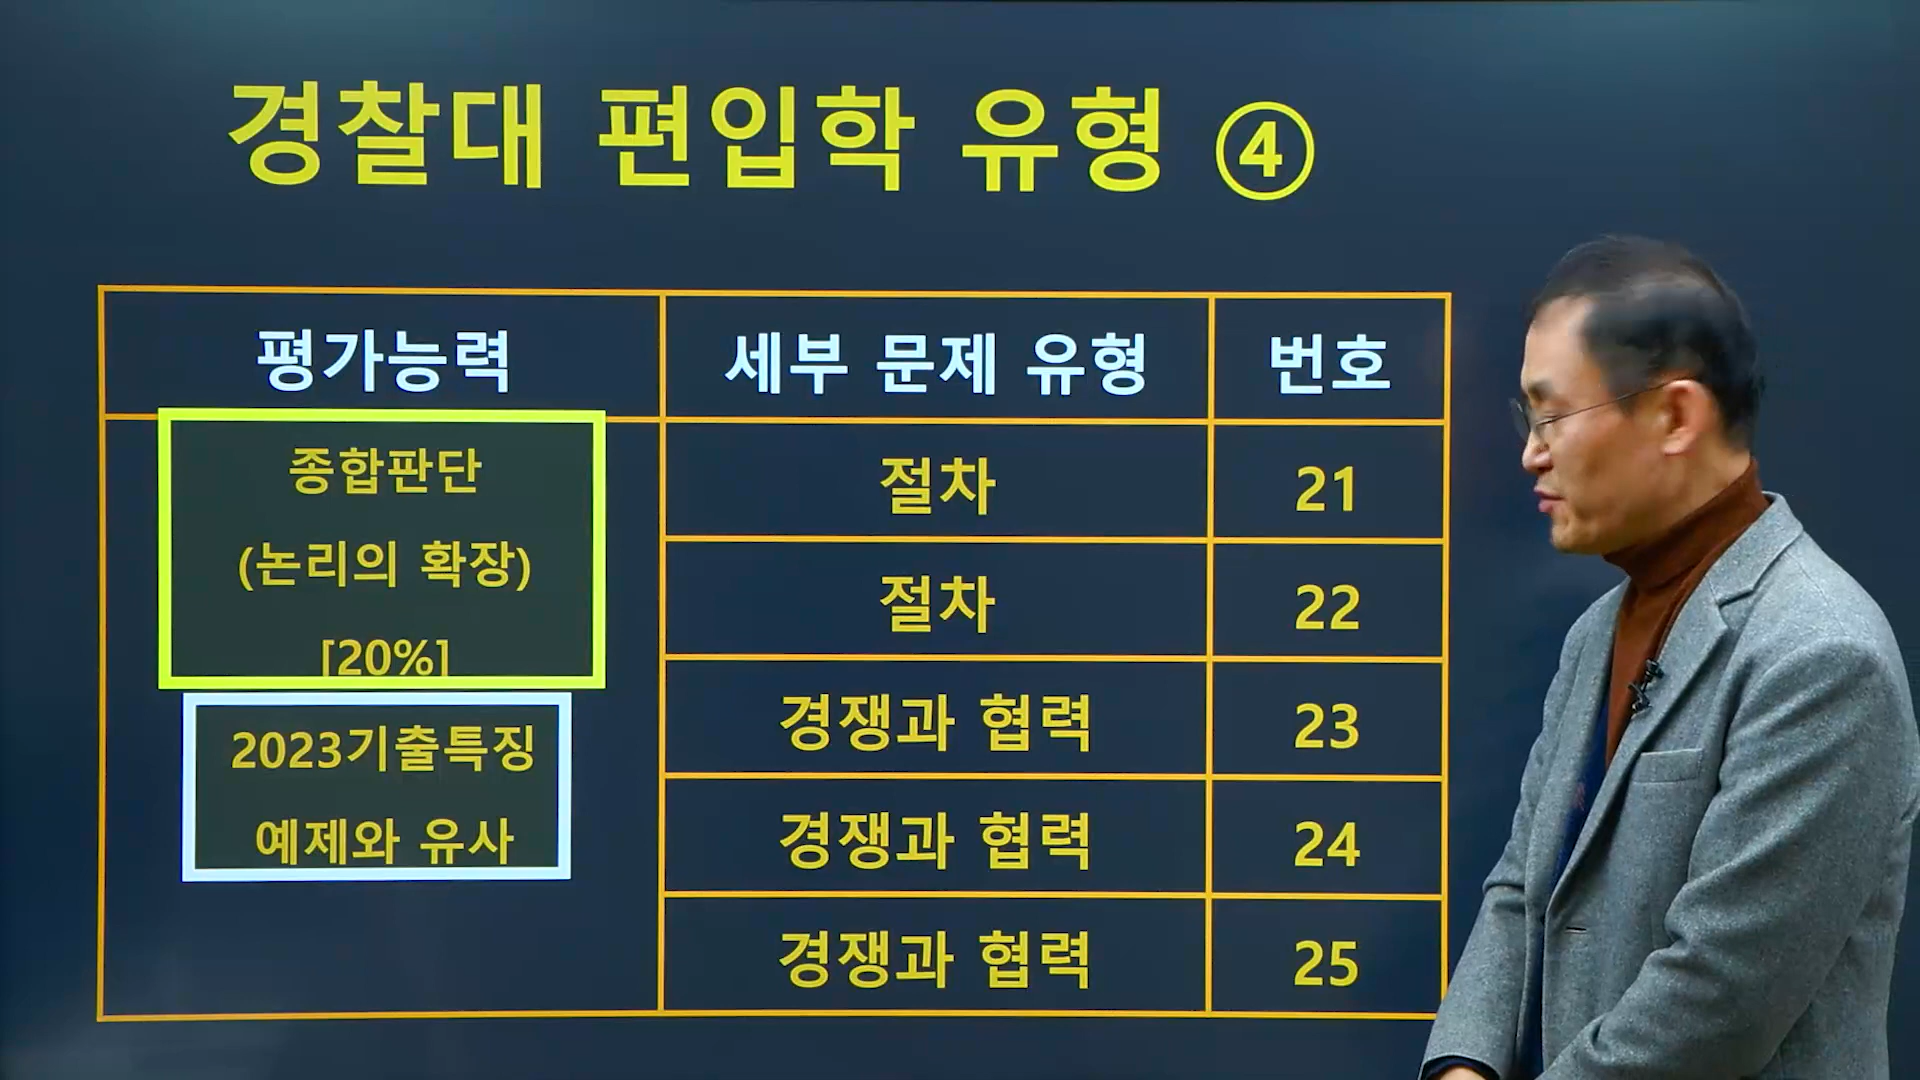 경찰대 편입학 유형 ④
평가능력 세부 문제 유형 번호
종합판단
(논리의 확장)
[20%]
2023기출특징
예제와 유사
절차 21
절차 22
경쟁과 협력 23
경쟁과 협력 24
경쟁과 협력 25